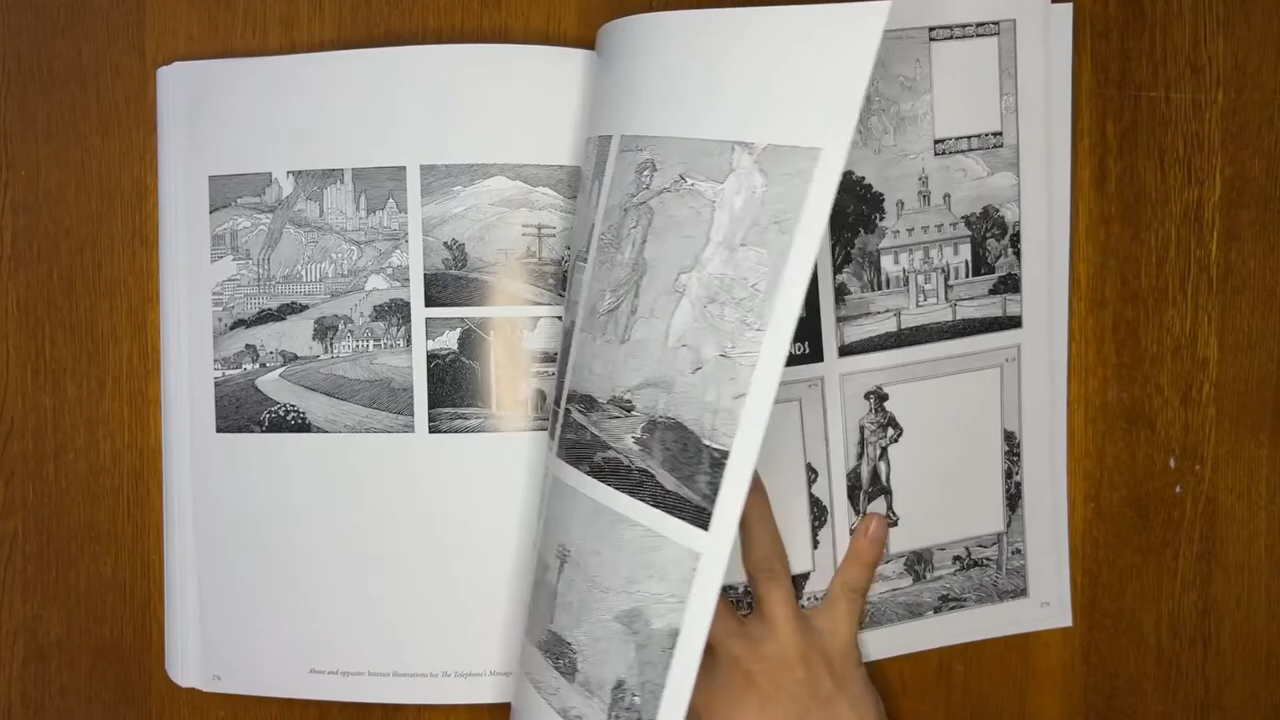 Above and opposite: Interior illustrations for The Telephone's Message
276
NDS
279